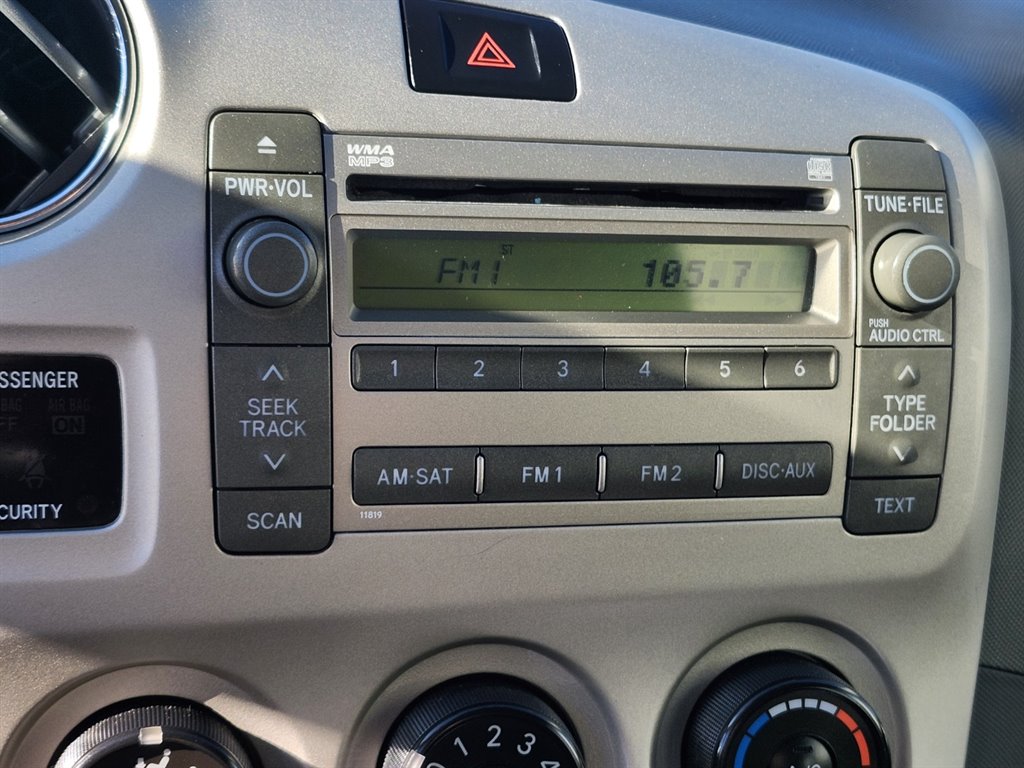 WMA
MP3
PWR·VOL
TUNE·FILE
ST
FM1 105.7
PUSH
AUDIO CTRL
1 2 3 4 5 6
SEEK
TRACK
TYPE
FOLDER
AM·SAT FM1 FM2 DISC·AUX
SCAN
TEXT
11819
SSENGER
AIR BAG
ON
CURITY
1 2 3